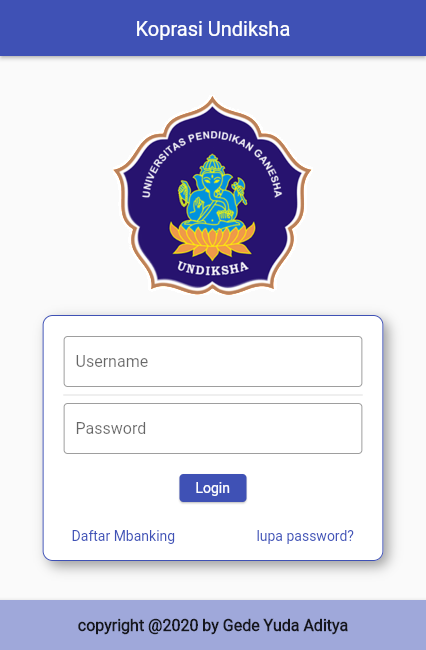 Koprasi Undiksha
UNIVERSITAS PENDIDIKAN GANESHA
UNDIKSHA
Username
Password
Login
Daftar Mbanking lupa password?
copyright @2020 by Gede Yuda Aditya